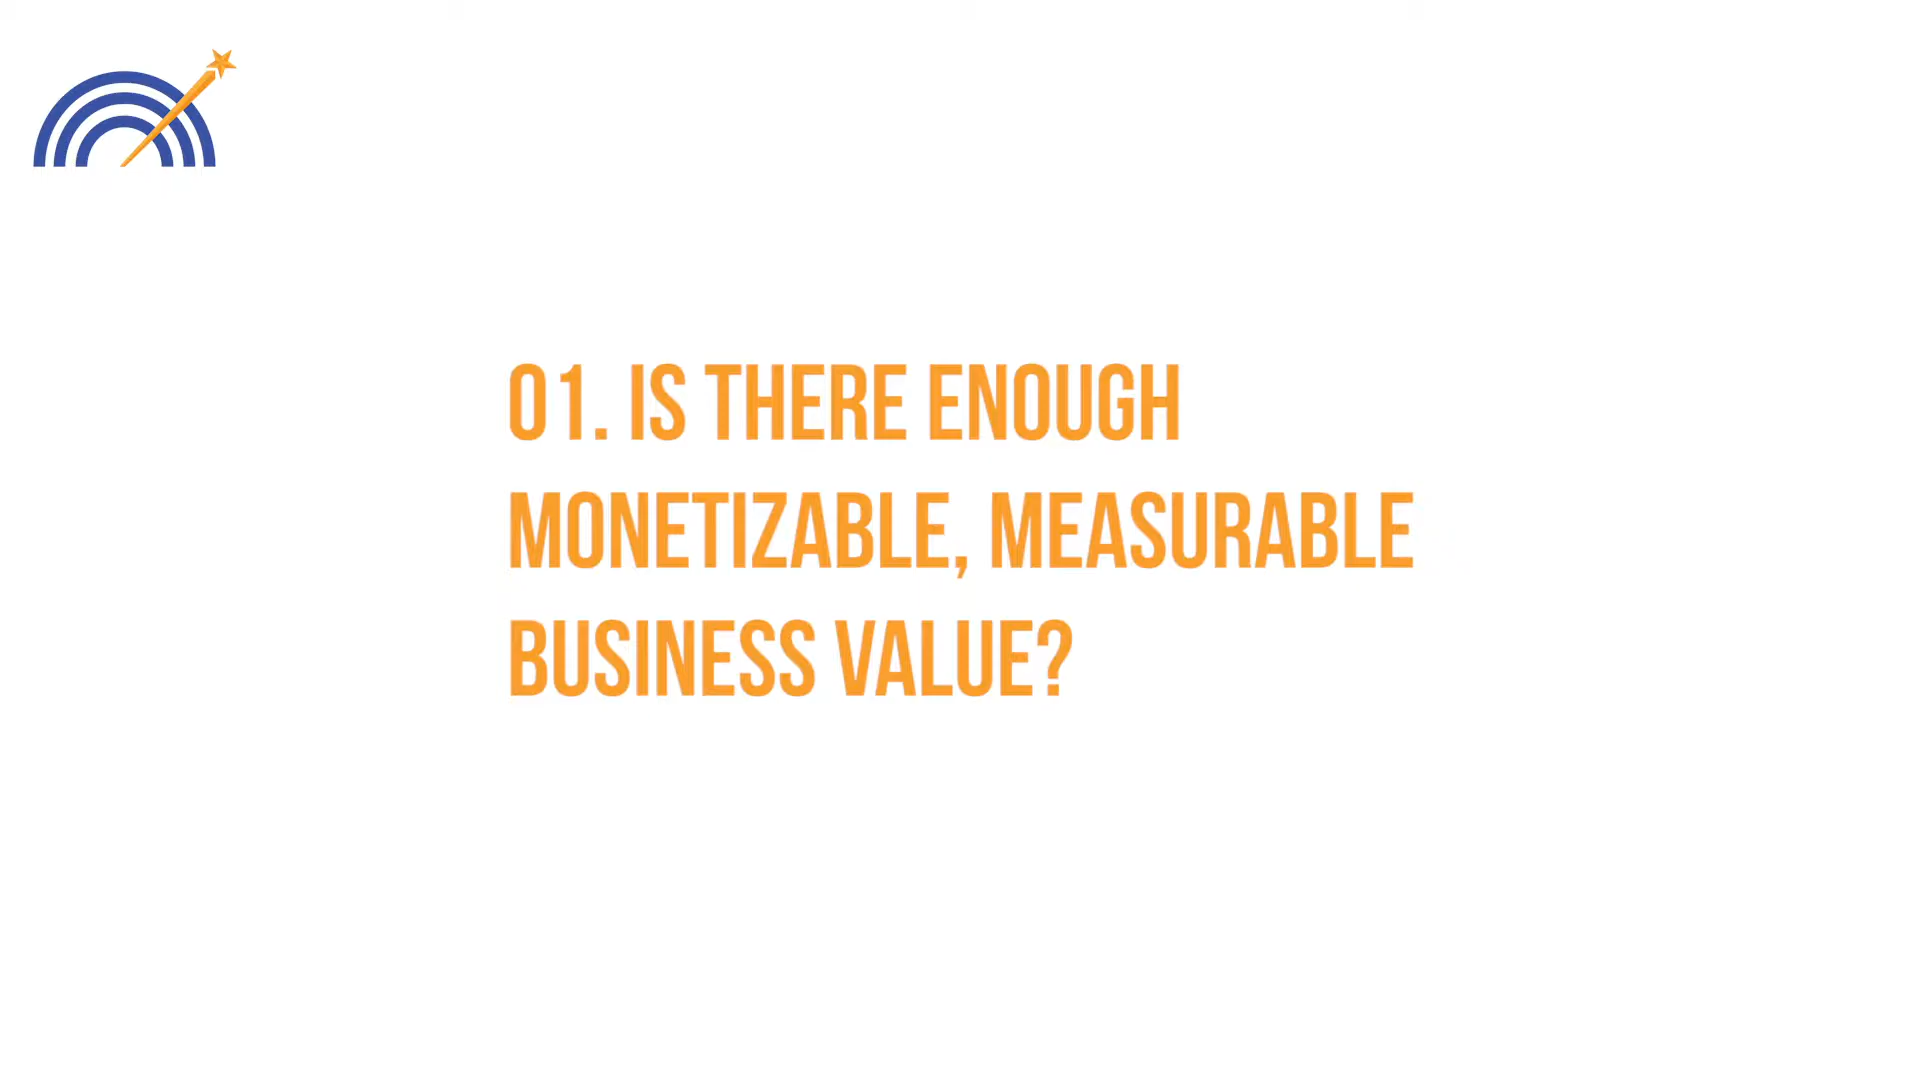 01. IS THERE ENOUGH
MONETIZABLE, MEASURABLE
BUSINESS VALUE?